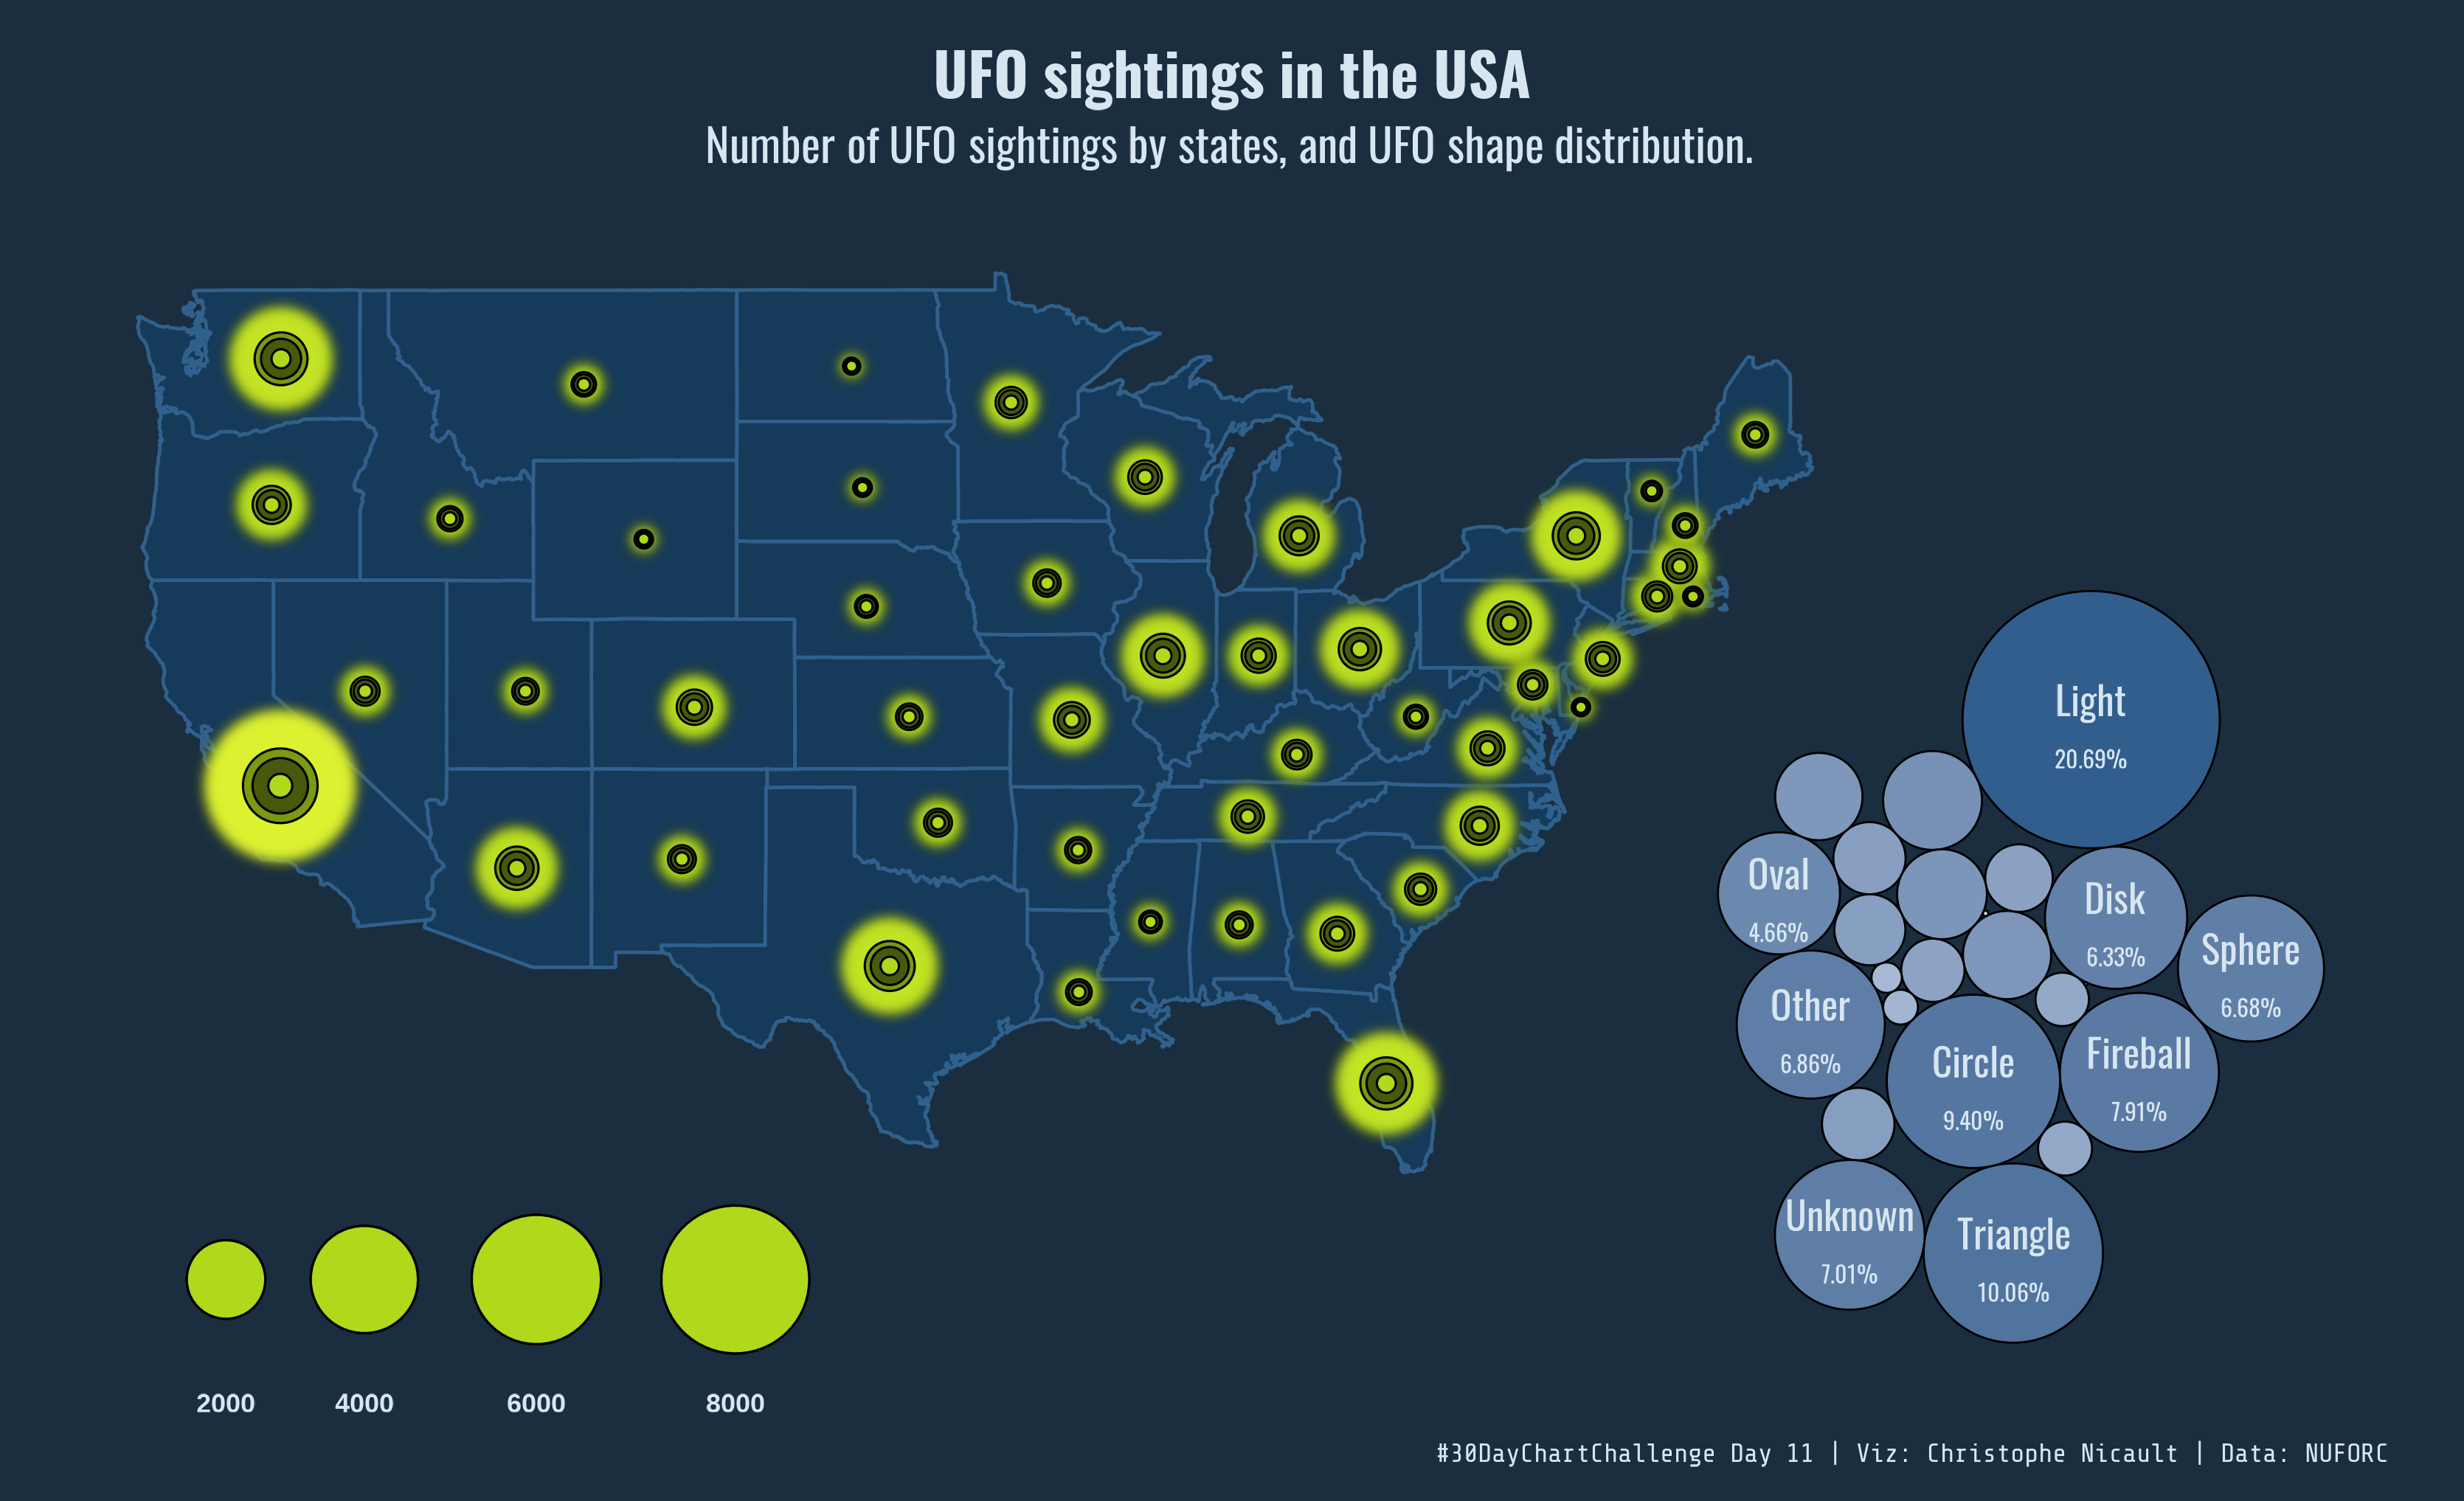 UFO sightings in the USA
Number of UFO sightings by states, and UFO shape distribution.
Light
20.69%
Oval
4.66%
Disk
6.33%
Sphere
6.68%
Other
6.86%
Circle
9.40%
Fireball
7.91%
Unknown
7.01%
Triangle
10.06%
2000 4000 6000 8000
#30DayChartChallenge Day 11 | Viz: Christophe Nicault | Data: NUFORC